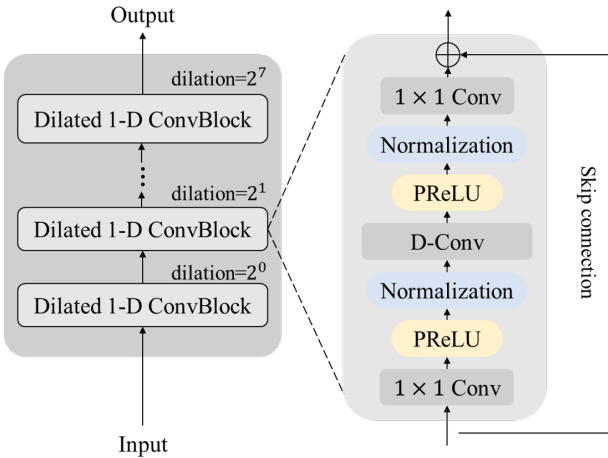 Output
dilation=2⁷
Dilated 1-D ConvBlock
dilation=2¹
Dilated 1-D ConvBlock
dilation=2⁰
Dilated 1-D ConvBlock
Input
1 × 1 Conv
Normalization
PReLU
D-Conv
Normalization
PReLU
1 × 1 Conv
Skip connection